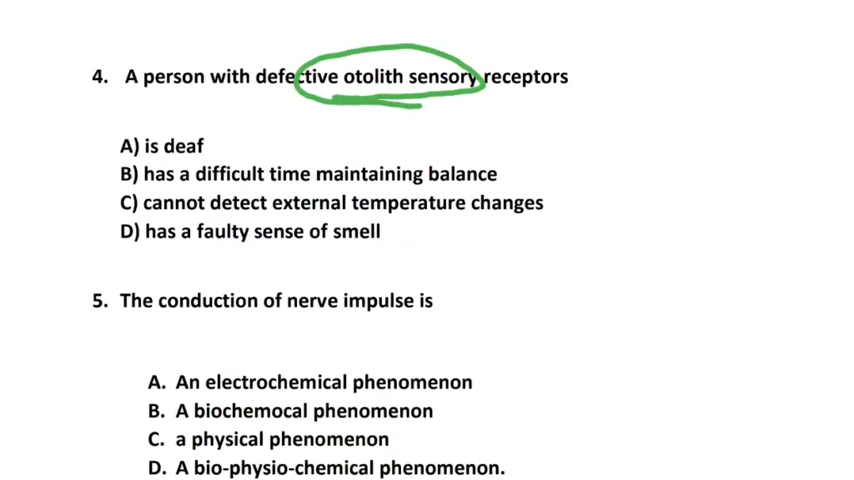 4. A person with defective otolith sensory receptors
A) is deaf
B) has a difficult time maintaining balance
C) cannot detect external temperature changes
D) has a faulty sense of smell
5. The conduction of nerve impulse is
A. An electrochemical phenomenon
B. A biochemocal phenomenon
C. a physical phenomenon
D. A bio-physio-chemical phenomenon.